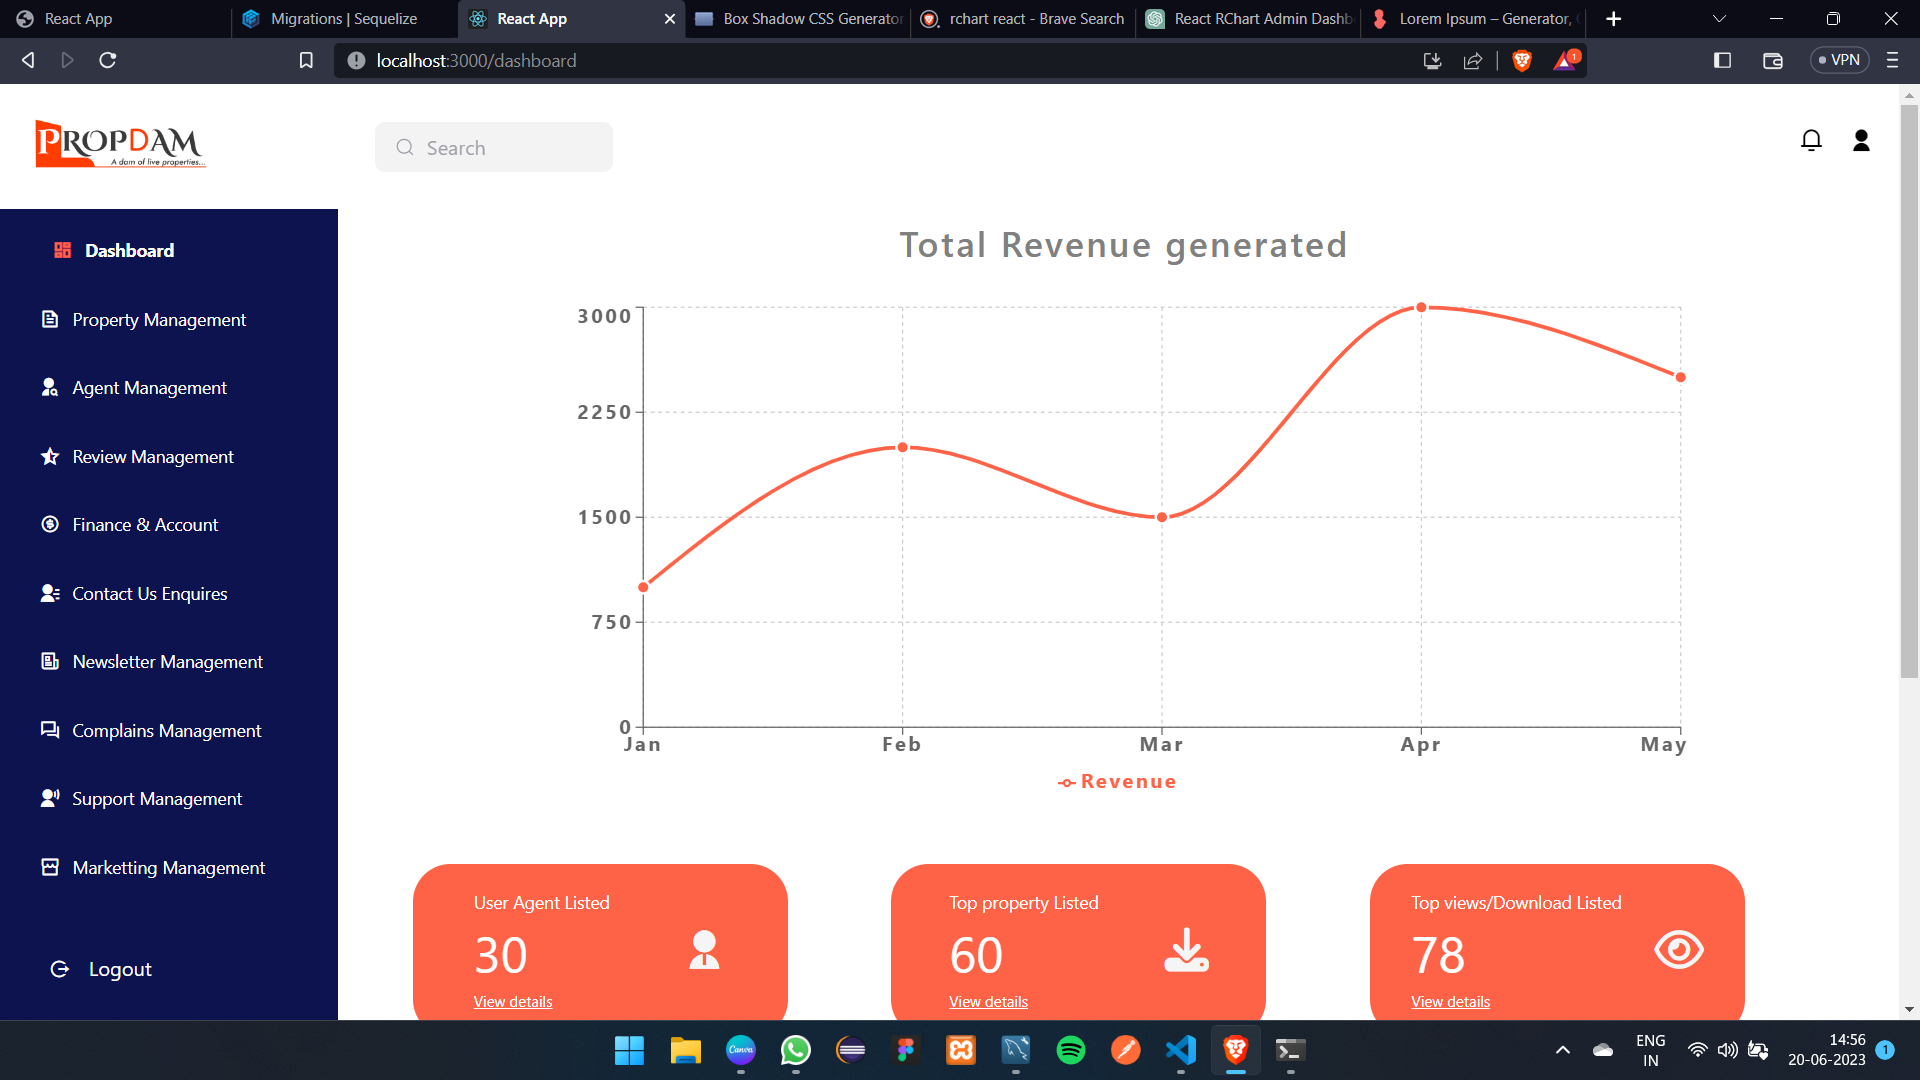 React App
Migrations | Sequelize
React App
Box Shadow CSS Generator
rchart react - Brave Search
React RChart Admin Dashb
Lorem Ipsum – Generator,
localhost:3000/dashboard
1
VPN
PROPDAM
A dam of live properties...
Search
Dashboard
Property Management
Agent Management
Review Management
Finance & Account
Contact Us Enquires
Newsletter Management
Complains Management
Support Management
Marketting Management
Logout
Total Revenue generated
3000
2250
1500
750
0
Jan Feb Mar Apr May
Revenue
User Agent Listed
30
View details
Top property Listed
60
View details
Top views/Download Listed
78
View details
Canva
ENG
IN
14:56
20-06-2023
1